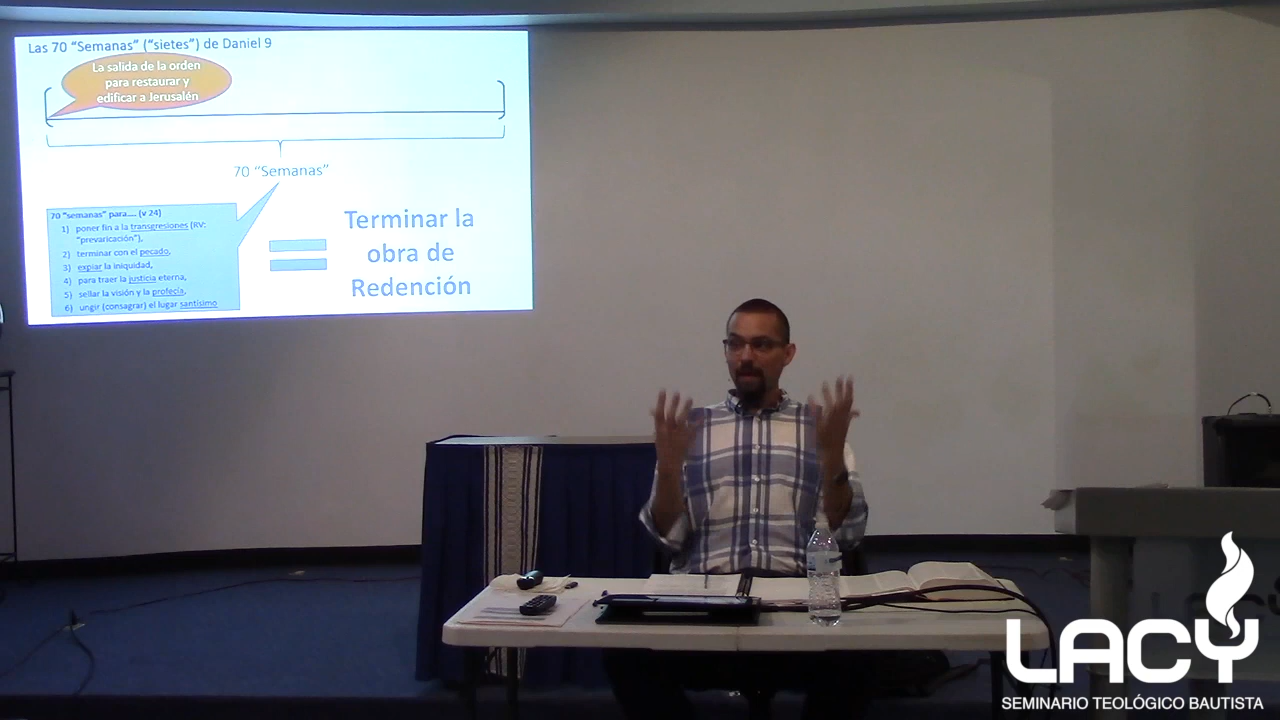 Las 70 “Semanas” (“sietes”) de Daniel 9
La salida de la orden
para restaurar y
edificar a Jerusalén
70 “Semanas”
70 “semanas” para.... (v 24)
1) poner fin a la transgresiones (RV:
“prevaricación”),
2) terminar con el pecado,
3) expiar la iniquidad,
4) para traer la justicia eterna,
5) sellar la visión y la profecía,
6) ungir (consagrar) el lugar santísimo
Terminar la
obra de
Redención
LACY
SEMINARIO TEOLÓGICO BAUTISTA